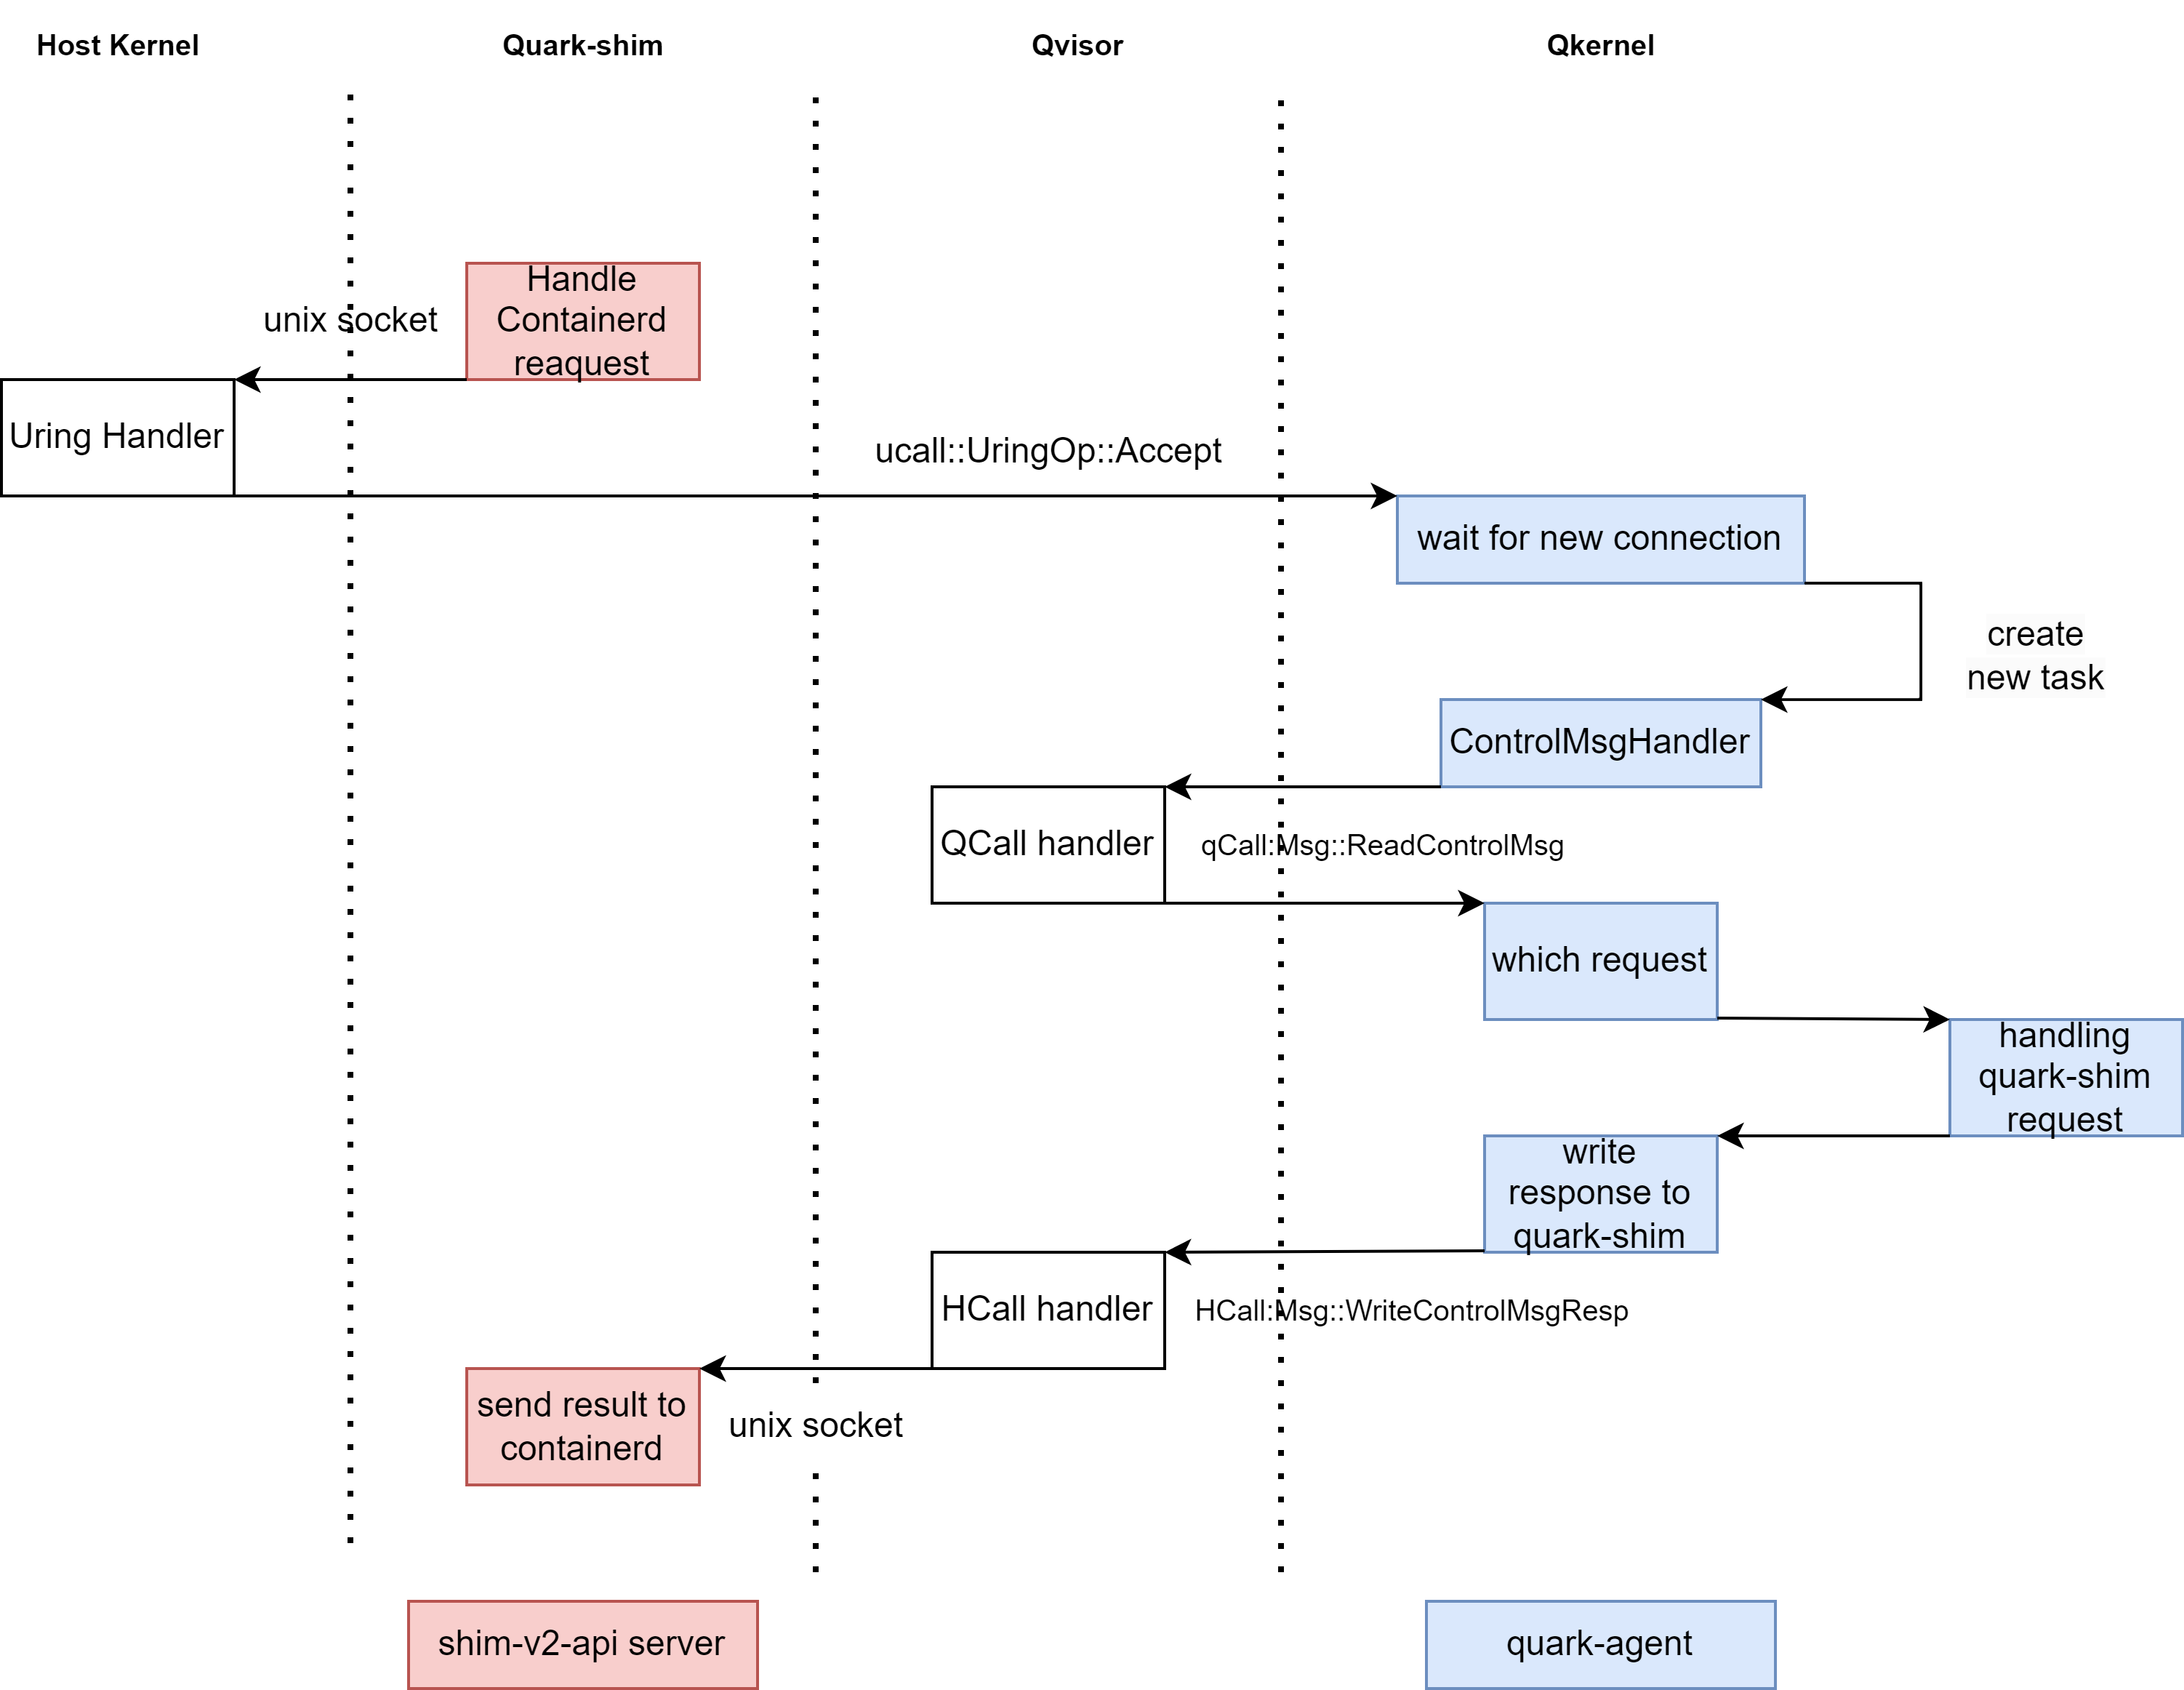 Host Kernel
Quark-shim
Qvisor
Qkernel
Handle
Containerd
reaquest
unix socket
Uring Handler
ucall::UringOp::Accept
wait for new connection
create
new task
ControlMsgHandler
QCall handler
qCall:Msg::ReadControlMsg
which request
handling
quark-shim
request
write
response to
quark-shim
HCall handler
HCall:Msg::WriteControlMsgResp
send result to
containerd
unix socket
shim-v2-api server
quark-agent